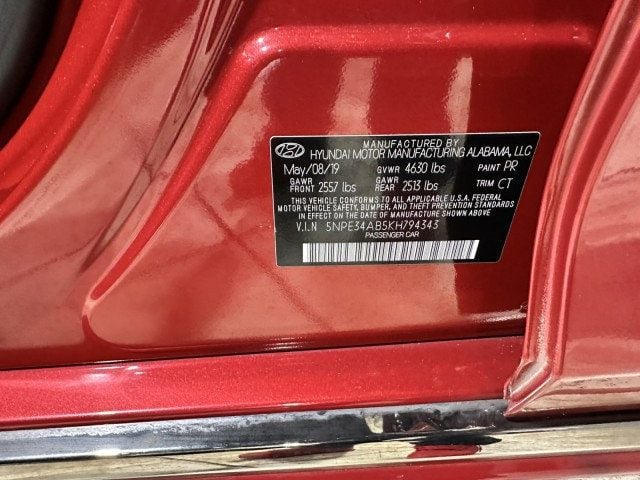 MANUFACTURED BY
HYUNDAI MOTOR MANUFACTURING ALABAMA, LLC
May/08/19 GVWR 4630 lbs PAINT PR
GAWR FRONT 2557 lbs GAWR REAR 2513 lbs TRIM CT
THIS VEHICLE CONFORMS TO ALL APPLICABLE U.S.A. FEDERAL
MOTOR VEHICLE SAFETY, BUMPER, AND THEFT PREVENTION STANDARDS
IN EFFECT ON THE DATE OF MANUFACTURE SHOWN ABOVE.
V.I.N 5NPE34AB5KH794343
PASSENGER CAR